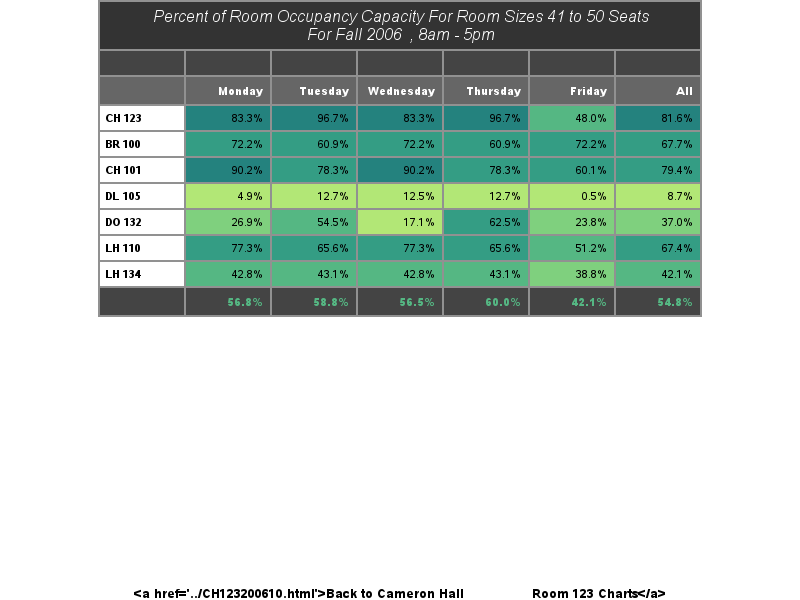 Percent of Room Occupancy Capacity For Room Sizes 41 to 50 Seats
For Fall 2006 , 8am - 5pm
Monday Tuesday Wednesday Thursday Friday All
CH 123 83.3% 96.7% 83.3% 96.7% 48.0% 81.6%
BR 100 72.2% 60.9% 72.2% 60.9% 72.2% 67.7%
CH 101 90.2% 78.3% 90.2% 78.3% 60.1% 79.4%
DL 105 4.9% 12.7% 12.5% 12.7% 0.5% 8.7%
DO 132 26.9% 54.5% 17.1% 62.5% 23.8% 37.0%
LH 110 77.3% 65.6% 77.3% 65.6% 51.2% 67.4%
LH 134 42.8% 43.1% 42.8% 43.1% 38.8% 42.1%
56.8% 58.8% 56.5% 60.0% 42.1% 54.8%
<a href='../CH123200610.html'>Back to Cameron Hall Room 123 Charts</a>